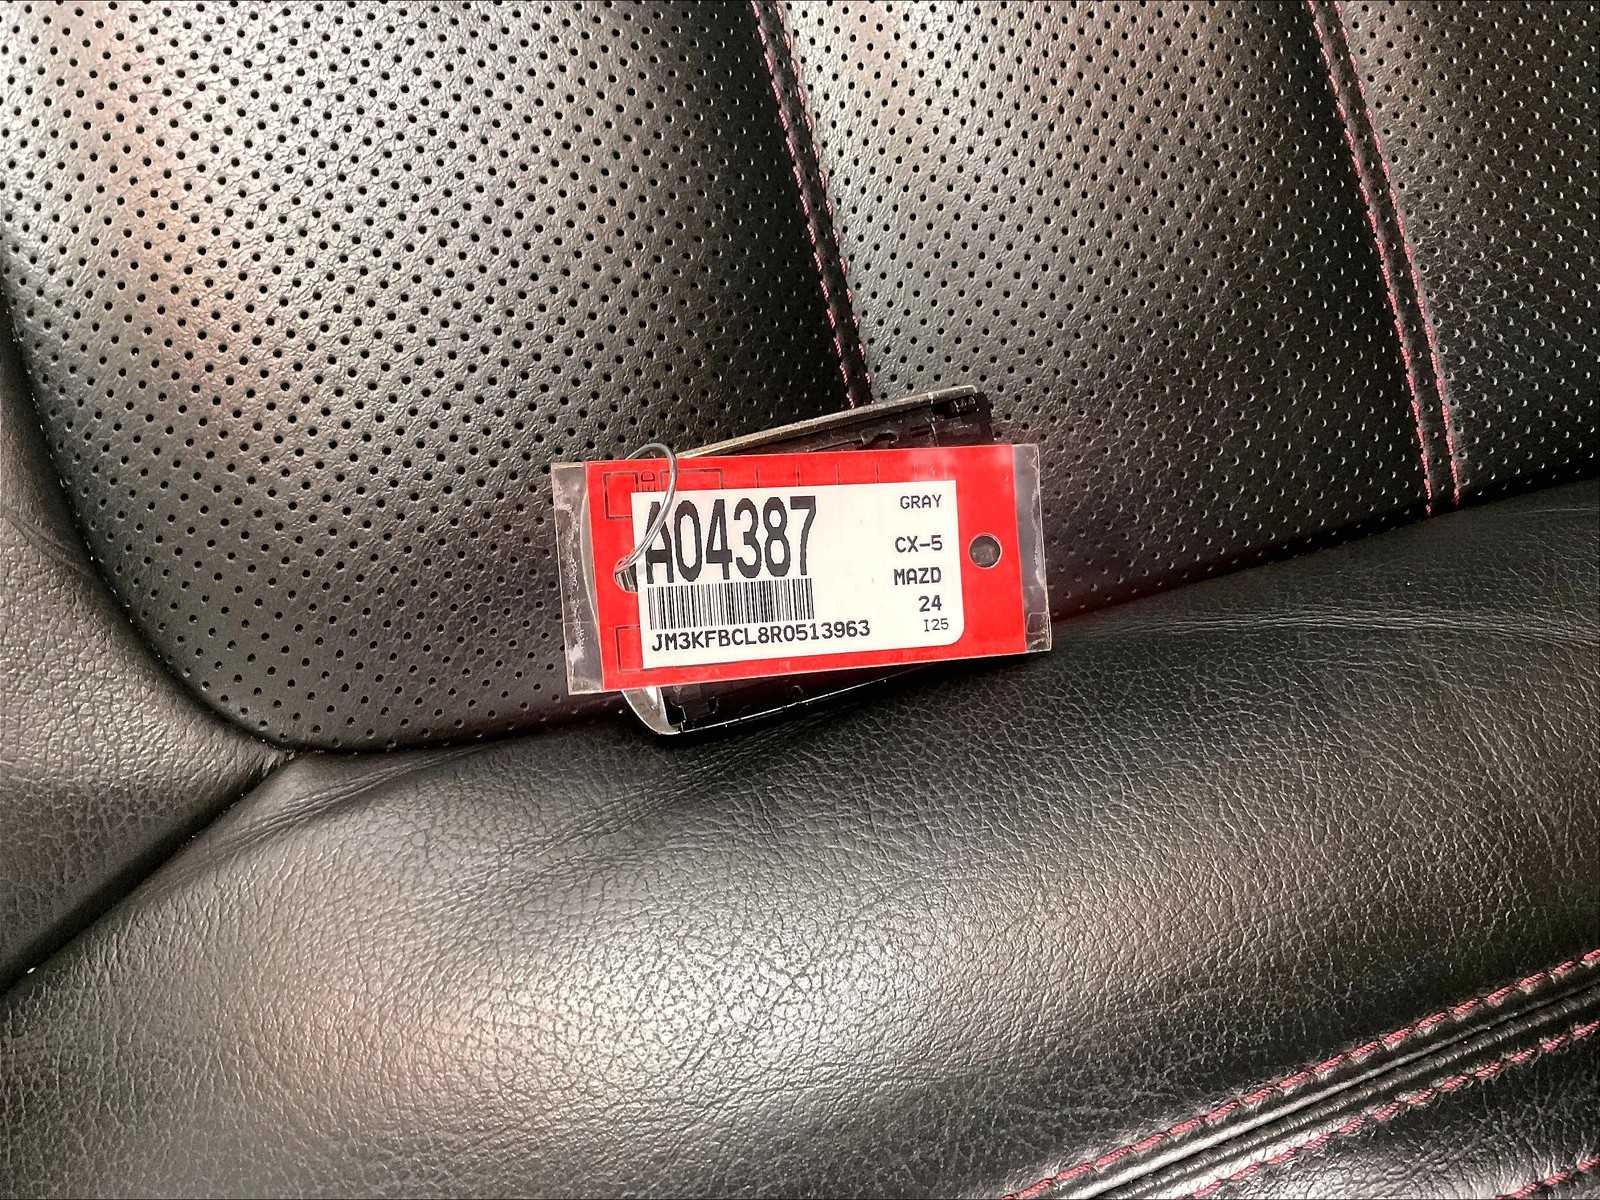 A04387
GRAY
CX-5
MAZD
24
I25
JM3KFBCL8R0513963